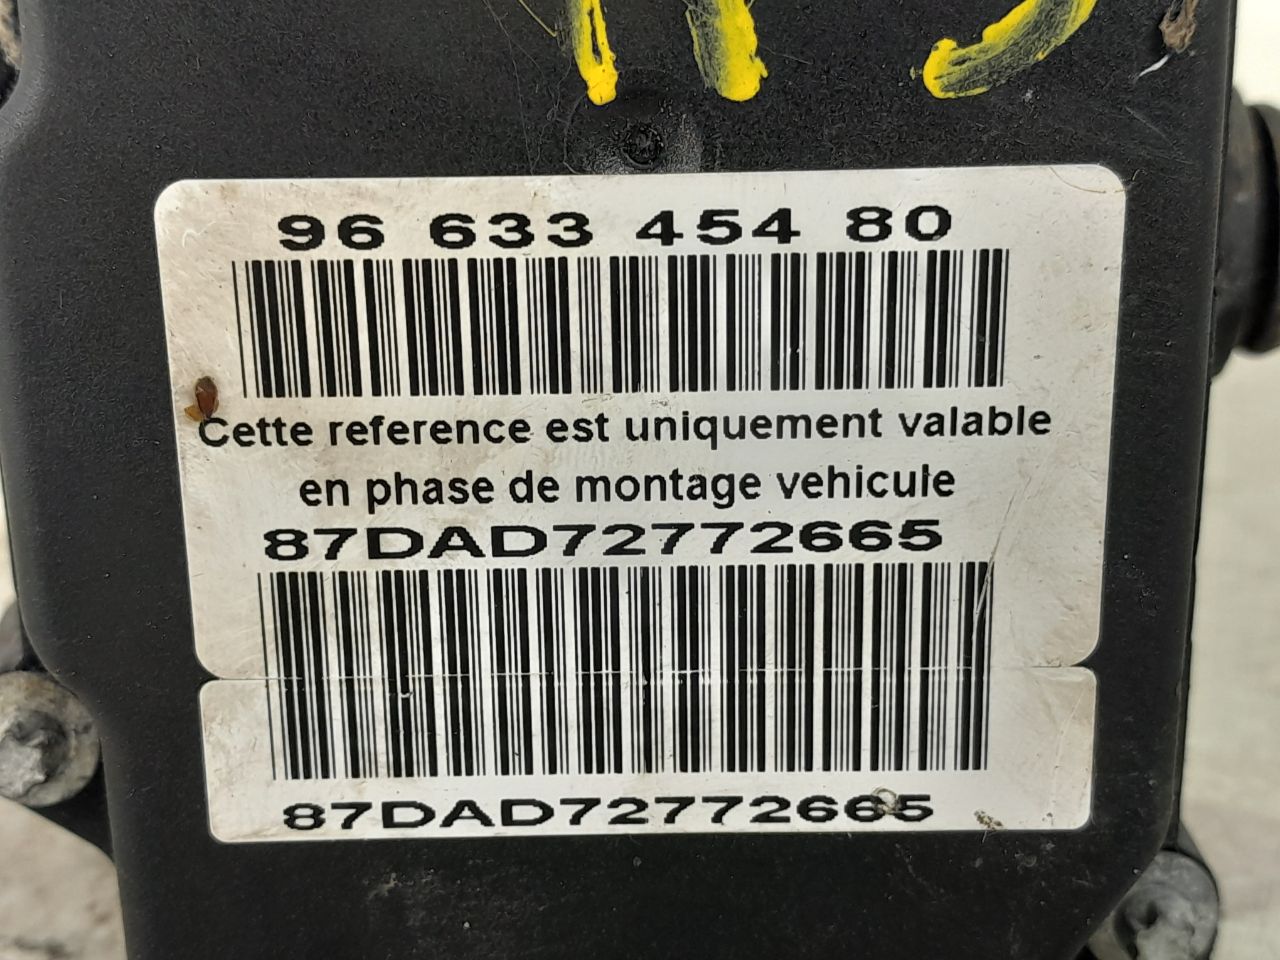 96 633 454 80
Cette reference est uniquement valable
en phase de montage vehicule
87DAD72772665
87DAD72772665